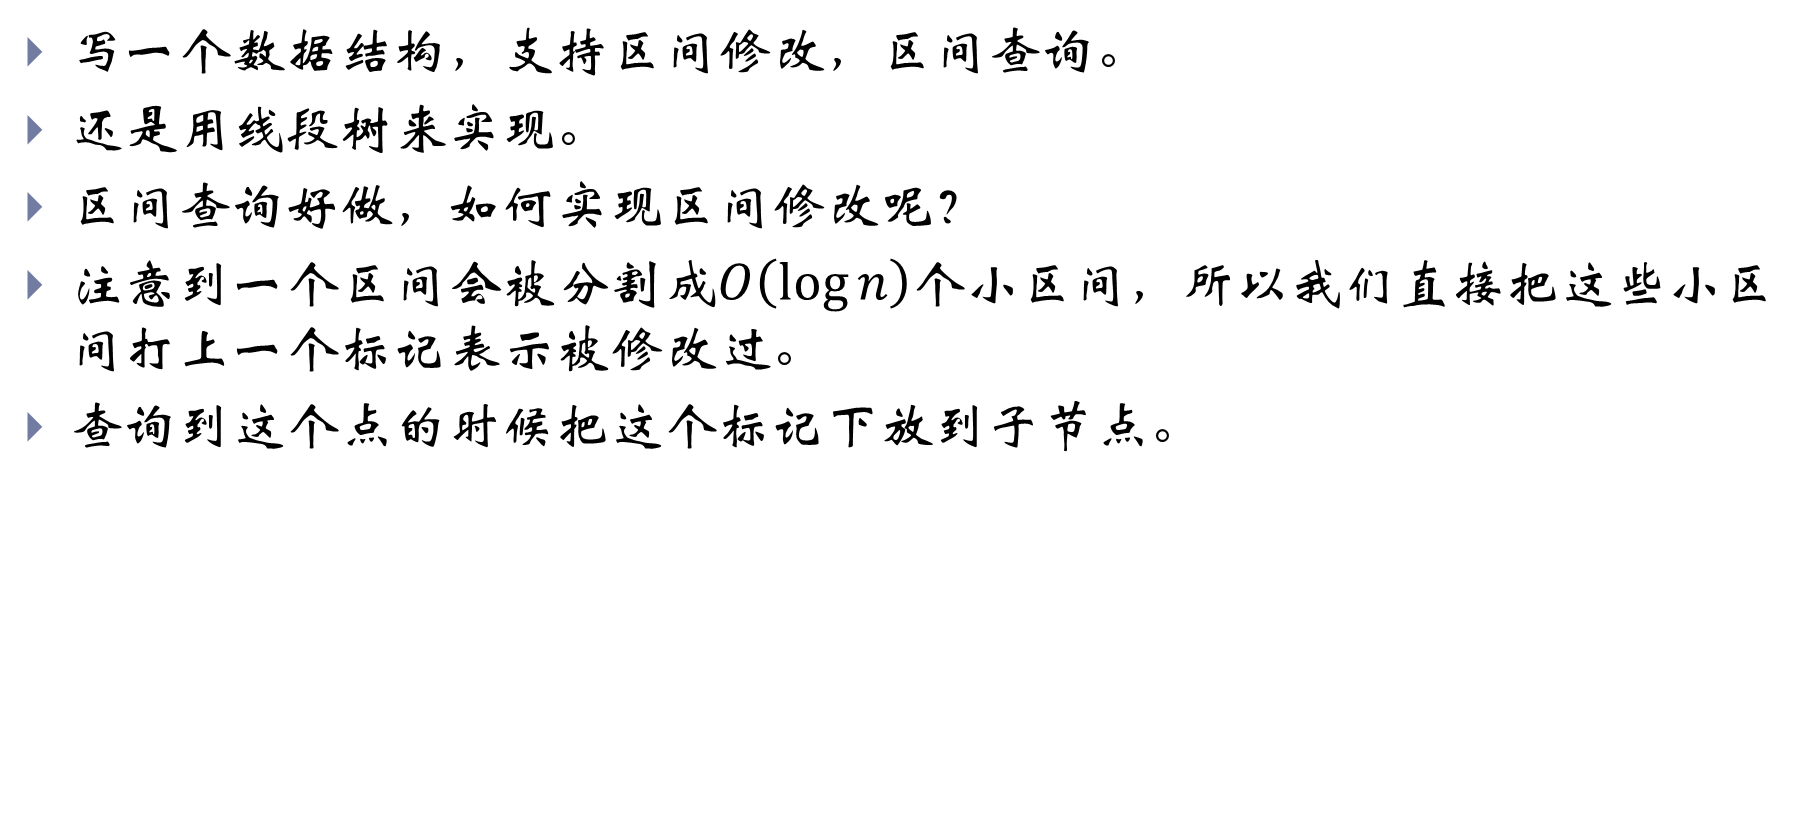 写一个数据结构，支持区间修改，区间查询。
还是用线段树来实现。
区间查询好做，如何实现区间修改呢？
注意到一个区间会被分割成O(log n)个小区间，所以我们直接把这些小区
间打上一个标记表示被修改过。
查询到这个点的时候把这个标记下放到子节点。